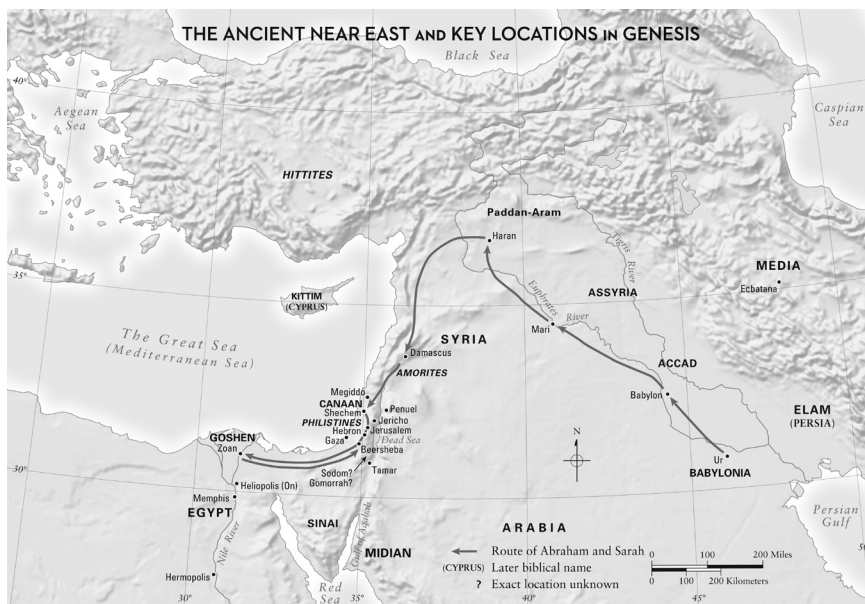 THE ANCIENT NEAR EAST AND KEY LOCATIONS IN GENESIS
Black Sea
40°
40°
Aegean
Sea
Caspian
Sea
HITTITES
Paddan-Aram
Haran
Tigris
River
35°
35°
MEDIA
Ecbatana
KITTIM
(CYPRUS)
Euphrates
River
ASSYRIA
Mari
The Great Sea
(Mediterranean Sea)
SYRIA
Damascus
AMORITES
ACCAD
Megiddo
CANAAN
Shechem
Penuel
Babylon
PHILISTINES
Jericho
Hebron
Jerusalem
ELAM
(PERSIA)
GOSHEN
Zoan
Gaza
Dead Sea
Beersheba
Ur
BABYLONIA
30°
30°
Sodom?
Gomorrah?
Tamar
N
Heliopolis (On)
Memphis
EGYPT
SINAI
Nile River
Gulf of Aqabah
MIDIAN
ARABIA
Persian
Gulf
Route of Abraham and Sarah
(CYPRUS) Later biblical name
? Exact location unknown
0 100 200 Miles
0 100 200 Kilometers
Hermopolis
Red
Sea
30°
35°
40°
45°
50